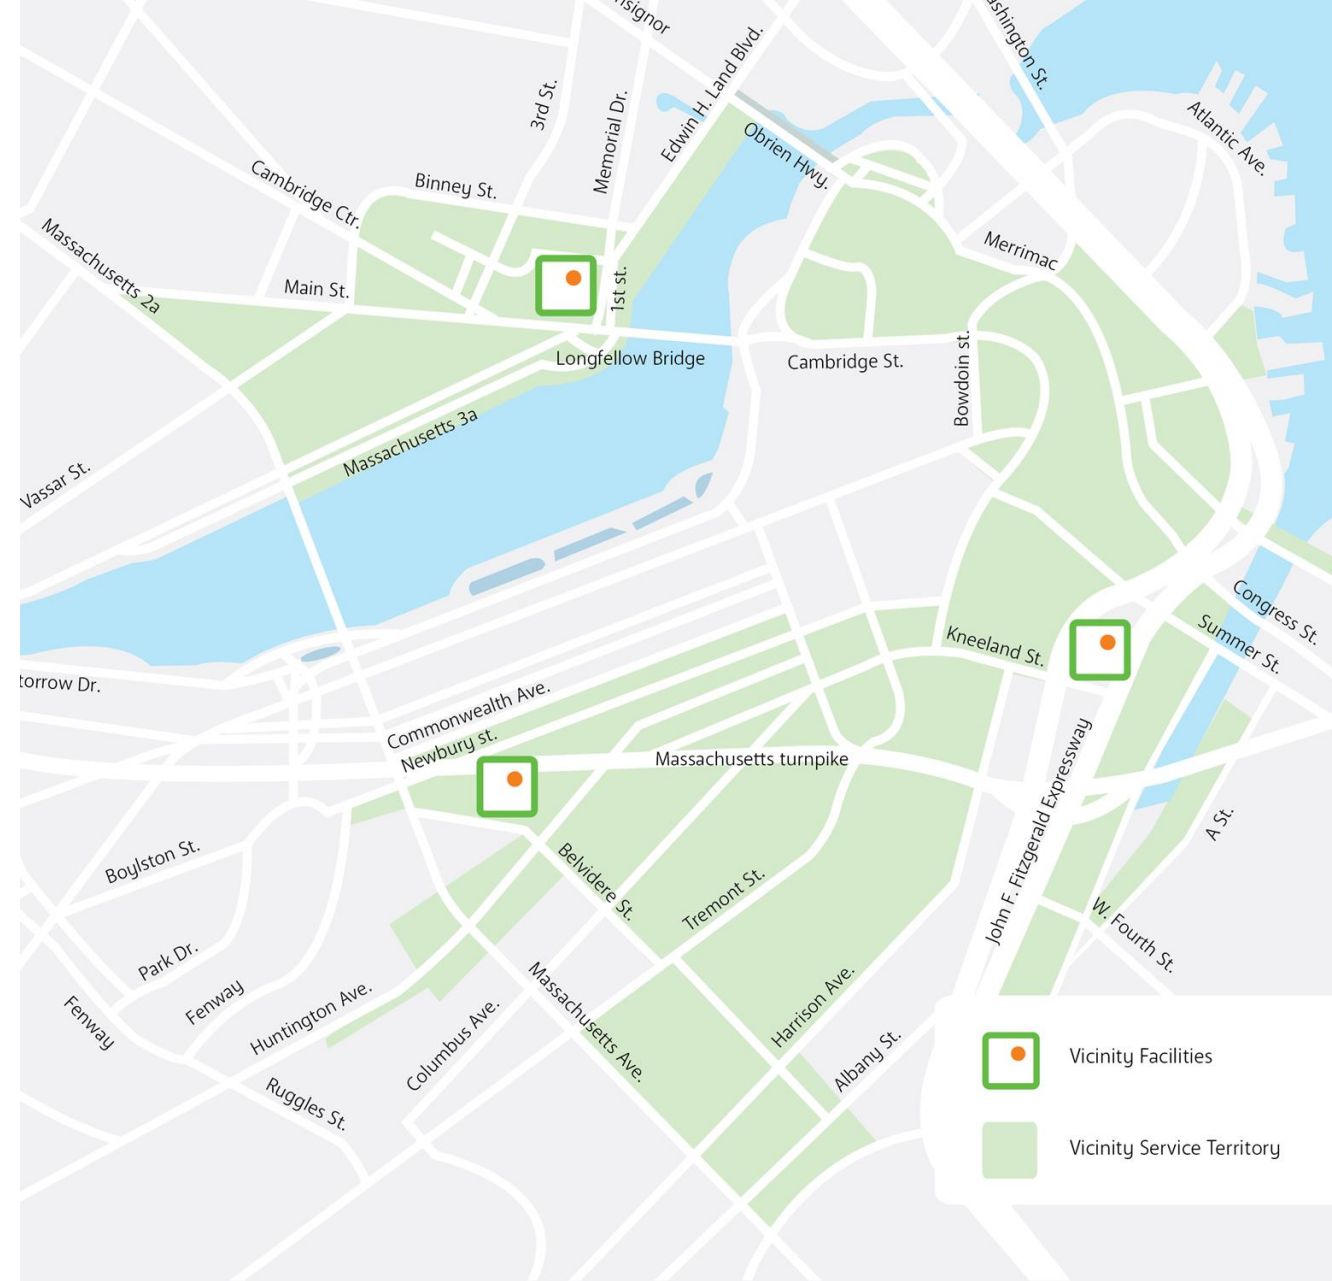 nsignor
ashington St.
Edwin H. Land Blvd.
3rd St.
Memorial Dr.
Atlantic Ave.
Obrien Hwy.
Cambridge Ctr.
Binney St.
Massachusetts 2a
Merrimac
Main St.
1st st.
Longfellow Bridge
Cambridge St.
Bowdoin st.
Massachusetts 3a
Vassar St.
Congress St.
Summer St.
Kneeland St.
torrow Dr.
Commonwealth Ave.
Newbury st.
Massachusetts turnpike
John F. Fitzgerald Expressway
A St.
Boylston St.
Belvidere St.
Tremont St.
W. Fourth St.
Park Dr.
Fenway
Fenway
Huntington Ave.
Columbus Ave.
Massachusetts Ave.
Harrison Ave.
Albany St.
Ruggles St.
Vicinity Facilities
Vicinity Service Territory